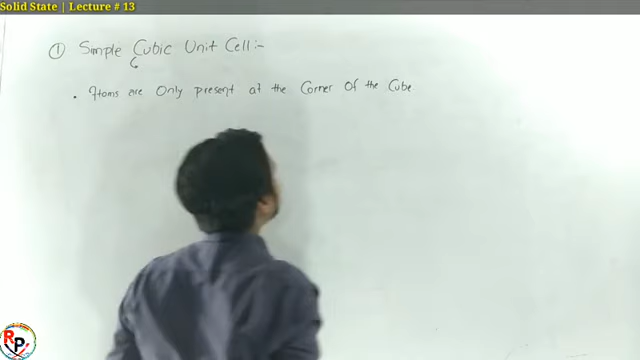 Solid State | Lecture # 13
① Simple Cubic Unit Cell:-
• Atoms are Only present at the Corner Of the Cube
RP